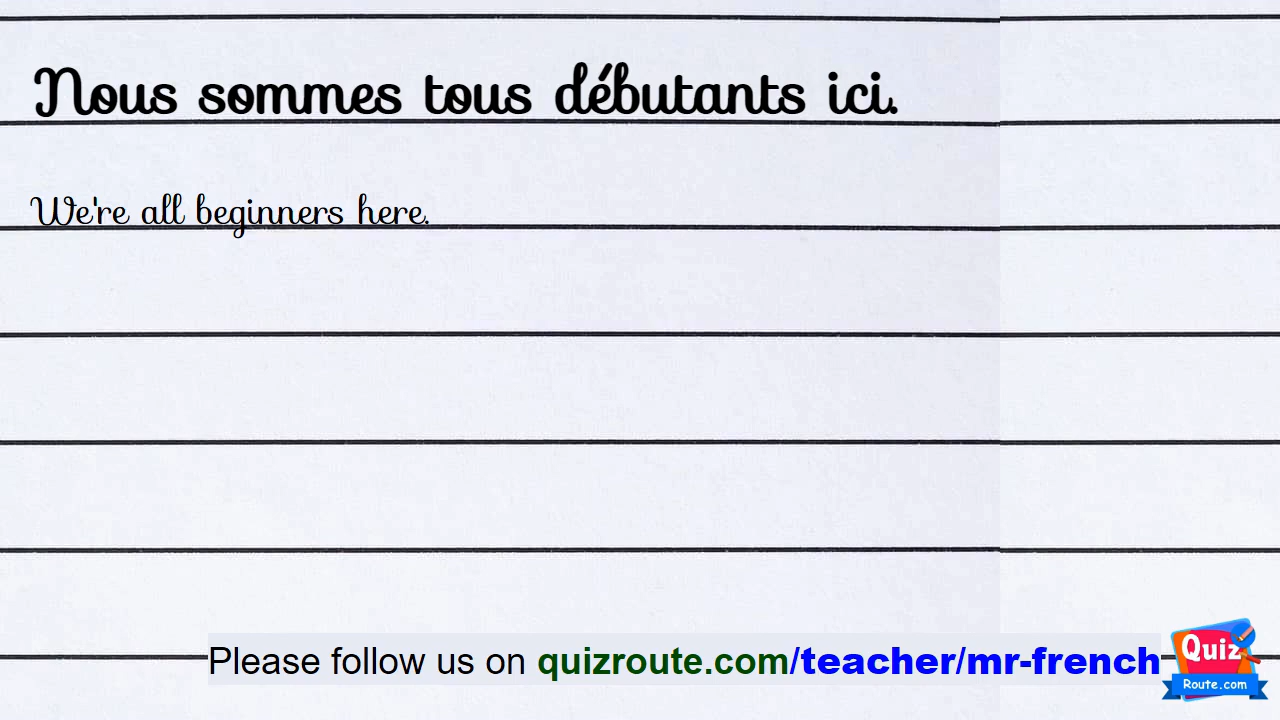 Nous sommes tous débutants ici.
We're all beginners here.
Please follow us on quizroute.com/teacher/mr-french
Quiz
Route.com